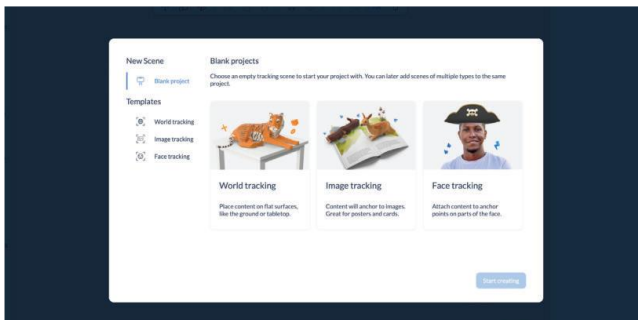 New Scene
Blank project
Templates
World tracking
Image tracking
Face tracking
Blank projects
Choose an empty tracking scene to start your project with. You can later add scenes of multiple types to the same
project.
World tracking
Place content on flat surfaces,
like the ground or tabletop.
Image tracking
Content will anchor to images.
Great for posters and cards.
Face tracking
Attach content to anchor
points on parts of the face.
Start creating